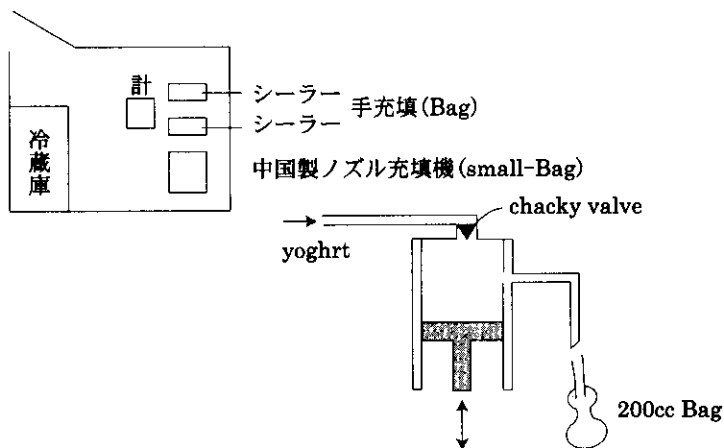 計
シーラー
手充填(Bag)
シーラー
冷蔵庫
中国製ノズル充填機(small-Bag)
chacky valve
yoghrt
200cc Bag